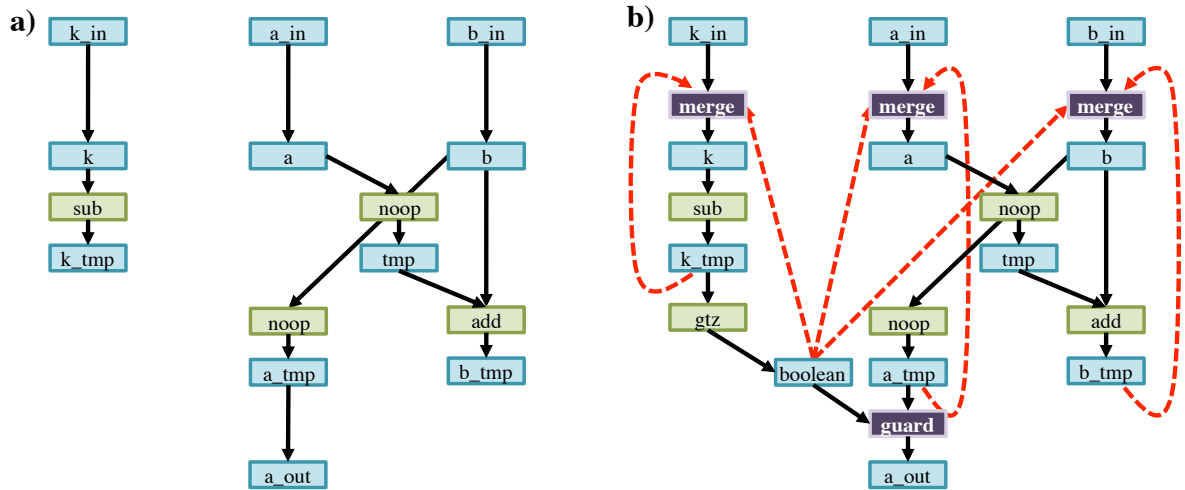 a)
k_in
a_in
b_in
k
a
b
sub
noop
k_tmp
tmp
noop
add
a_tmp
b_tmp
a_out
b)
k_in
a_in
b_in
merge
merge
merge
k
a
b
sub
noop
k_tmp
tmp
gtz
noop
add
boolean
a_tmp
b_tmp
guard
a_out